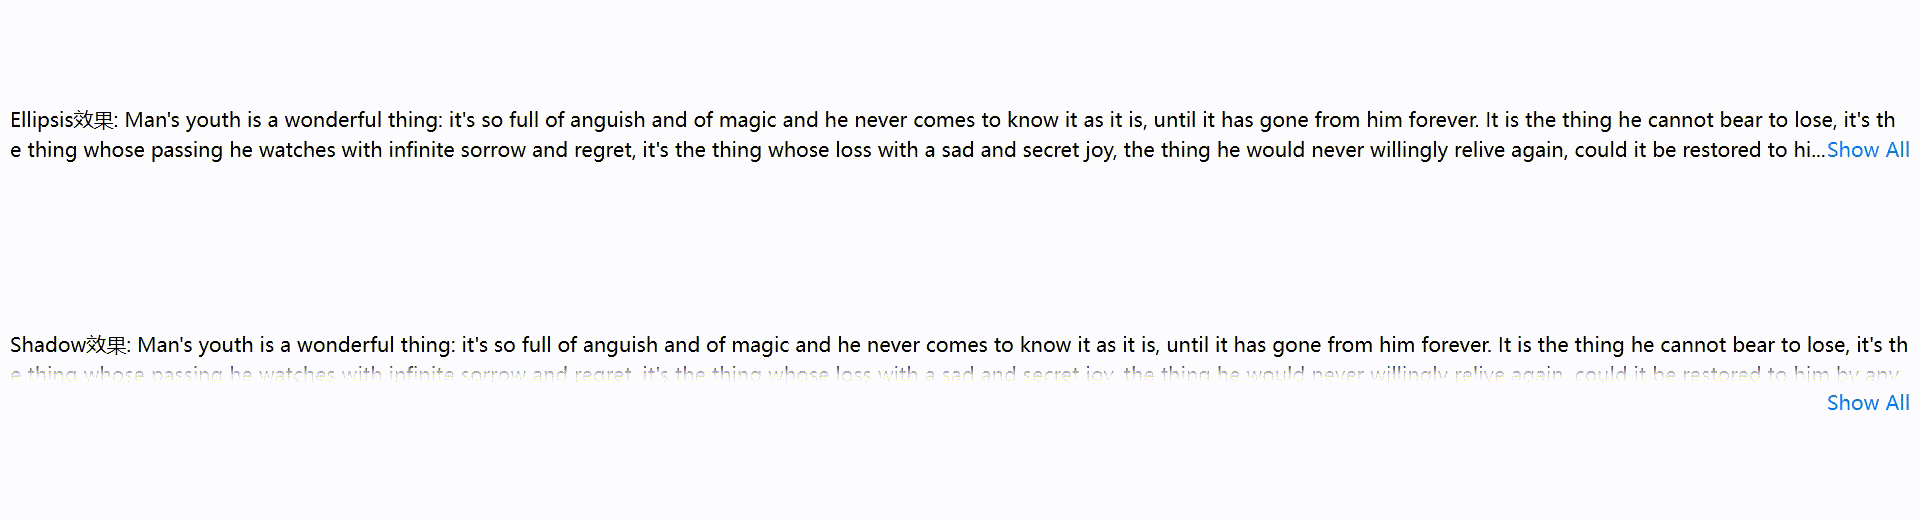 Ellipsis效果: Man's youth is a wonderful thing: it's so full of anguish and of magic and he never comes to know it as it is, until it has gone from him forever. It is the thing he cannot bear to lose, it's th
e thing whose passing he watches with infinite sorrow and regret, it's the thing whose loss with a sad and secret joy, the thing he would never willingly relive again, could it be restored to hi...Show All
Shadow效果: Man's youth is a wonderful thing: it's so full of anguish and of magic and he never comes to know it as it is, until it has gone from him forever. It is the thing he cannot bear to lose, it's th
e thing whose passing he watches with infinite sorrow and regret, it's the thing whose loss with a sad and secret joy, the thing he would never willingly relive again, could it be restored to him by any
Show All